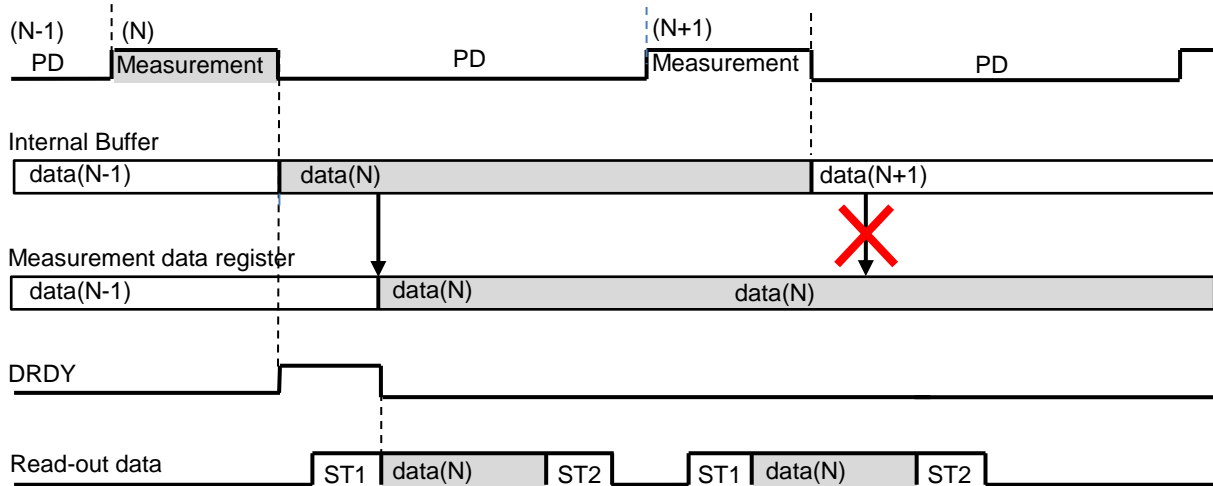 (N-1) (N) (N+1)
PD Measurement PD Measurement PD
Internal Buffer
data(N-1) data(N) data(N+1)
Measurement data register
data(N-1) data(N) data(N)
DRDY
Read-out data ST1 data(N) ST2 ST1 data(N) ST2